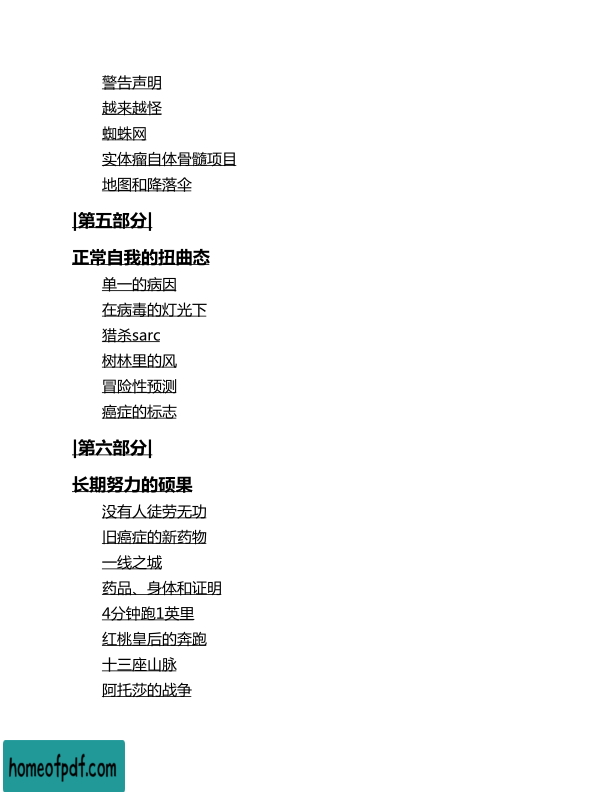 警告声明
越来越怪
蜘蛛网
实体瘤自体骨髓项目
地图和降落伞
|第五部分|
正常自我的扭曲态
单一的病因
在病毒的灯光下
猎杀sarc
树林里的风
冒险性预测
癌症的标志
|第六部分|
长期努力的硕果
没有人徒劳无功
旧癌症的新药物
一线之城
药品、身体和证明
4分钟跑1英里
红桃皇后的奔跑
十三座山脉
阿托莎的战争
homeofpdf.com